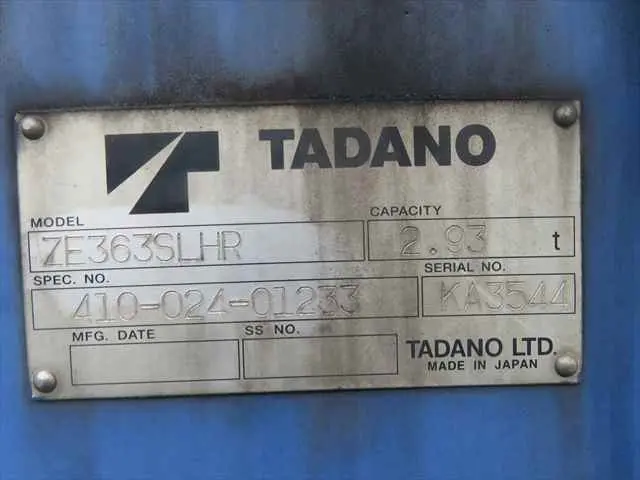 TADANO
MODEL
ZE363SLHR
CAPACITY
2.93 t
SPEC. NO.
410-024-01233
SERIAL NO.
KA3544
MFG. DATE
SS NO.
TADANO LTD.
MADE IN JAPAN